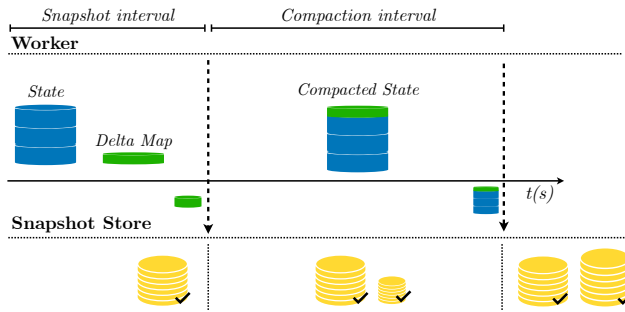 Snapshot interval
Compaction interval
Worker
State
Compacted State
Delta Map
t(s)
Snapshot Store